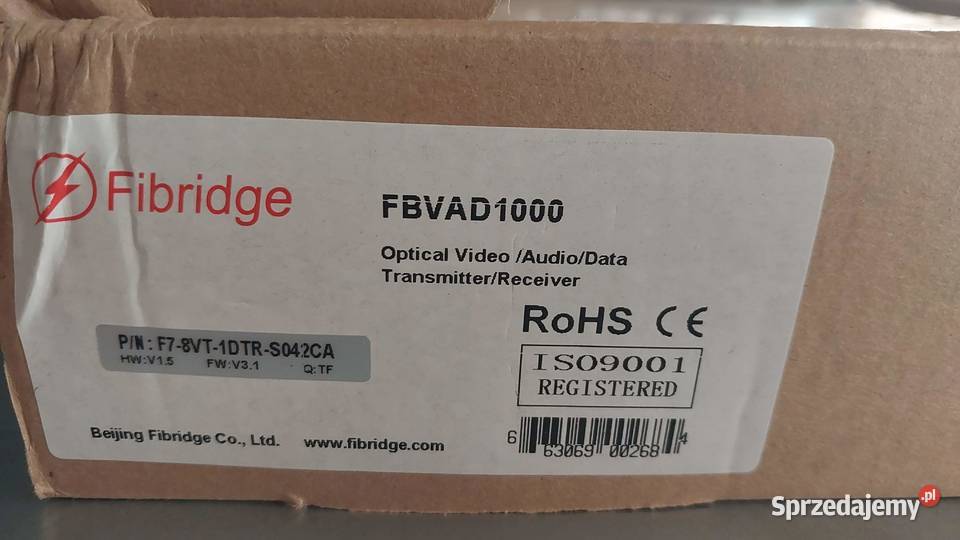 Fibridge
FBVAD1000
Optical Video /Audio/Data
Transmitter/Receiver
RoHS CE
P/N: F7-8VT-1DTR-S042CA
HW:V1.5 FW:V3.1 Q:TF
ISO9001
REGISTERED
Beijing Fibridge Co., Ltd. www.fibridge.com
6 63069 00268 4
Sprzedajemy.pl